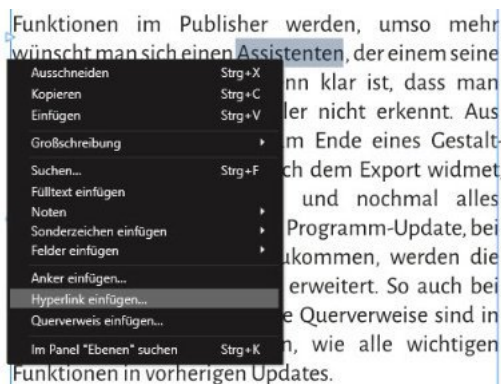 Funktionen im Publisher werden, umso mehr
wünscht man sich einen Assistenten, der einem seine
nn klar ist, dass man
ler nicht erkennt. Aus
m Ende eines Gestalt-
ch dem Export widmet
und nochmal alles
Programm-Update, bei
ukommen, werden die
erweitert. So auch bei
e Querverweise sind in
n, wie alle wichtigen
Funktionen in vorherigen Updates.
Ausschneiden Strg+X
Kopieren Strg+C
Einfügen Strg+V
Großschreibung
Suchen... Strg+F
Fülltext einfügen
Noten
Sonderzeichen einfügen
Felder einfügen
Anker einfügen...
Hyperlink einfügen...
Querverweis einfügen...
Im Panel "Ebenen" suchen Strg+K